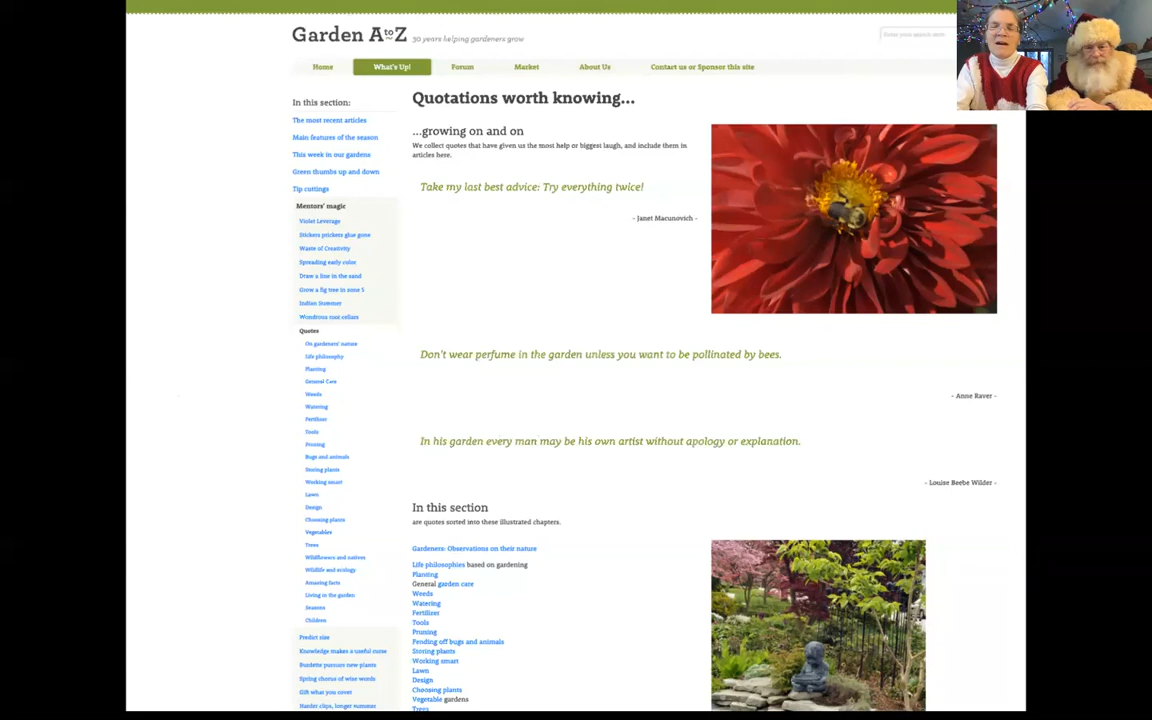 Garden AtoZ 30 years helping gardeners grow
Enter your search term
Home What's Up! Forum Market About Us Contact us or Sponsor this site
In this section:
The most recent articles
Main features of the season
This week in our gardens
Green thumbs up and down
Tip cuttings
Mentors' magic
Violet Leverage
Stickers prickets glue gone
Waste of Creativity
Spreading early color
Draw a line in the sand
Grow a fig tree in zone 5
Indian Summer
Wondrous root cellars
Quotes
On gardeners' nature
Life philosophy
Planting
General Care
Weeds
Watering
Fertilizer
Tools
Pruning
Bugs and animals
Storing plants
Working smart
Lawn
Design
Choosing plants
Vegetables
Trees
Wildflowers and natives
Wildlife and ecology
Amazing facts
Living in the garden
Seasons
Children
Predict size
Knowledge makes a useful curse
Burdette pursues new plants
Spring chorus of wise words
Gift what you cover
Harder clips, longer summer
Quotations worth knowing...
...growing on and on
We collect quotes that have given us the most help or biggest laugh, and include them in
articles here.
Take my last best advice: Try everything twice!
- Janet Macunovich -
Don't wear perfume in the garden unless you want to be pollinated by bees.
- Anne Raver -
In his garden every man may be his own artist without apology or explanation.
- Louise Beebe Wilder -
In this section
are quotes sorted into these illustrated chapters.
Gardeners: Observations on their nature
Life philosophies based on gardening
Planting
General garden care
Weeds
Watering
Fertilizer
Tools
Pruning
Fending off bugs and animals
Storing plants
Working smart
Lawn
Design
Choosing plants
Vegetable gardens
Trees